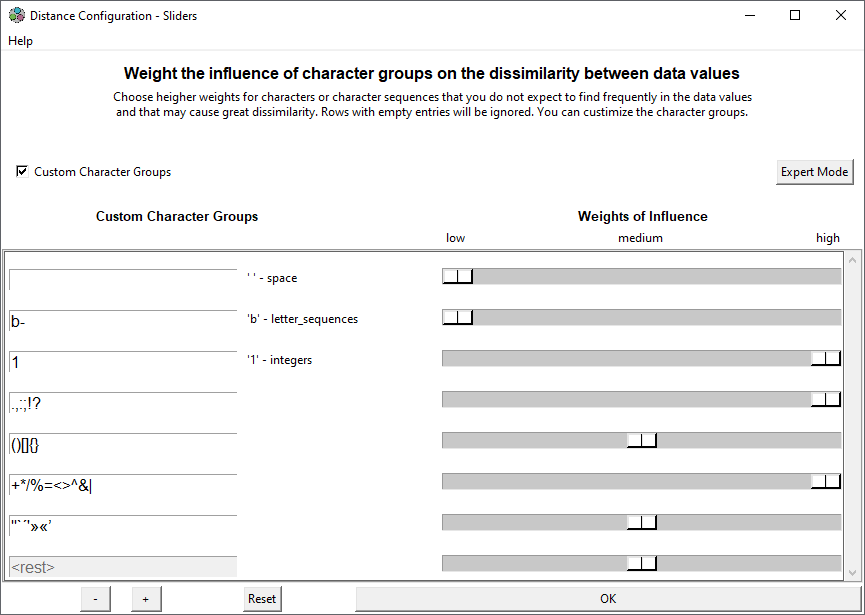 Distance Configuration - Sliders
Help
Weight the influence of character groups on the dissimilarity between data values
Choose heigher weights for characters or character sequences that you do not expect to find frequently in the data values
and that may cause great dissimilarity. Rows with empty entries will be ignored. You can custimize the character groups.
Custom Character Groups
Expert Mode
Custom Character Groups
Weights of Influence
low medium high
' ' - space
b- 'b' - letter_sequences
1 '1' - integers
.,:;!?
()[]{}
+*/%=<>^&|
"`´'»«’
<rest>
- + Reset OK